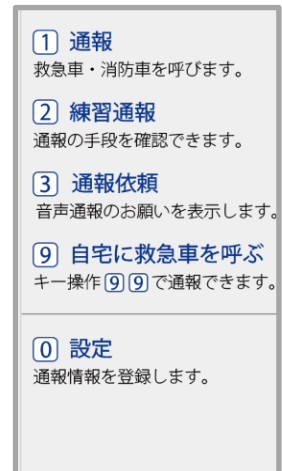 1 通報
救急車・消防車を呼びます。
2 練習通報
通報の手段を確認できます。
3 通報依頼
音声通報のお願いを表示します。
9 自宅に救急車を呼ぶ
キー操作99で通報できます。
0 設定
通報情報を登録します。